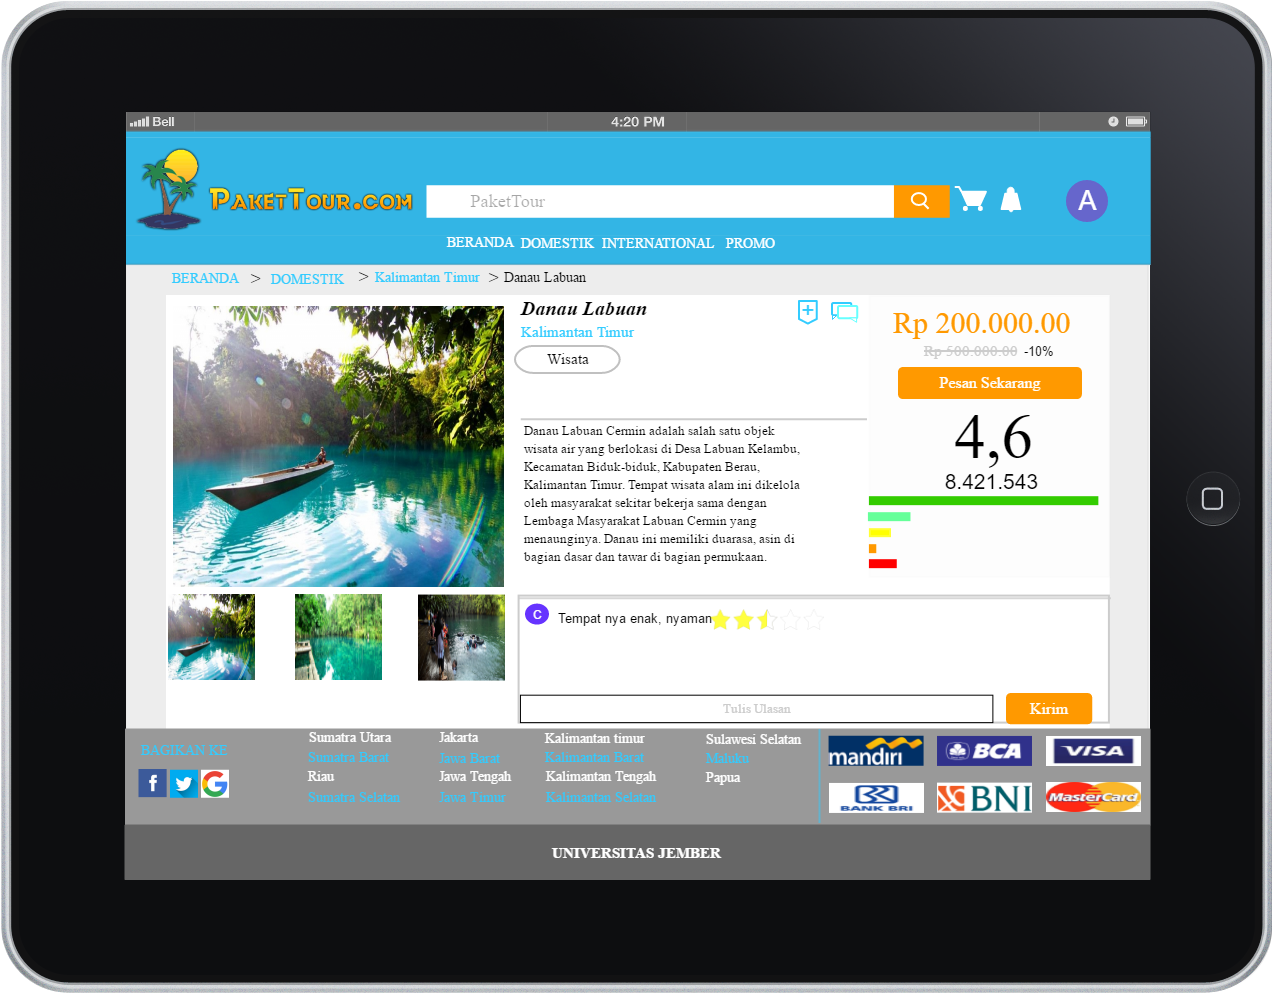 Bell
4:20 PM
PAKETTOUR.COM
PaketTour
A
BERANDA DOMESTIK INTERNATIONAL PROMO
BERANDA > DOMESTIK > Kalimantan Timur > Danau Labuan
Danau Labuan
Kalimantan Timur
Wisata
Danau Labuan Cermin adalah salah satu objek
wisata air yang berlokasi di Desa Labuan Kelambu,
Kecamatan Biduk-biduk, Kabupaten Berau,
Kalimantan Timur. Tempat wisata alam ini dikelola
oleh masyarakat sekitar bekerja sama dengan
Lembaga Masyarakat Labuan Cermin yang
menaunginya. Danau ini memiliki duarasa, asin di
bagian dasar dan tawar di bagian permukaan.
Rp 200.000.00
Rp 500.000.00 -10%
Pesan Sekarang
4,6
8.421.543
C Tempat nya enak, nyaman
Tulis Ulasan
Kirim
BAGIKAN KE
f
G
Sumatra Utara
Sumatra Barat
Riau
Sumatra Selatan
Jakarta
Jawa Barat
Jawa Tengah
Jawa Timur
Kalimantan timur
Kalimantan Barat
Kalimantan Tengah
Kalimantan Selatan
Sulawesi Selatan
Maluku
Papua
mandiri
BCA
VISA
BANK BRI
BNI
MasterCard
UNIVERSITAS JEMBER